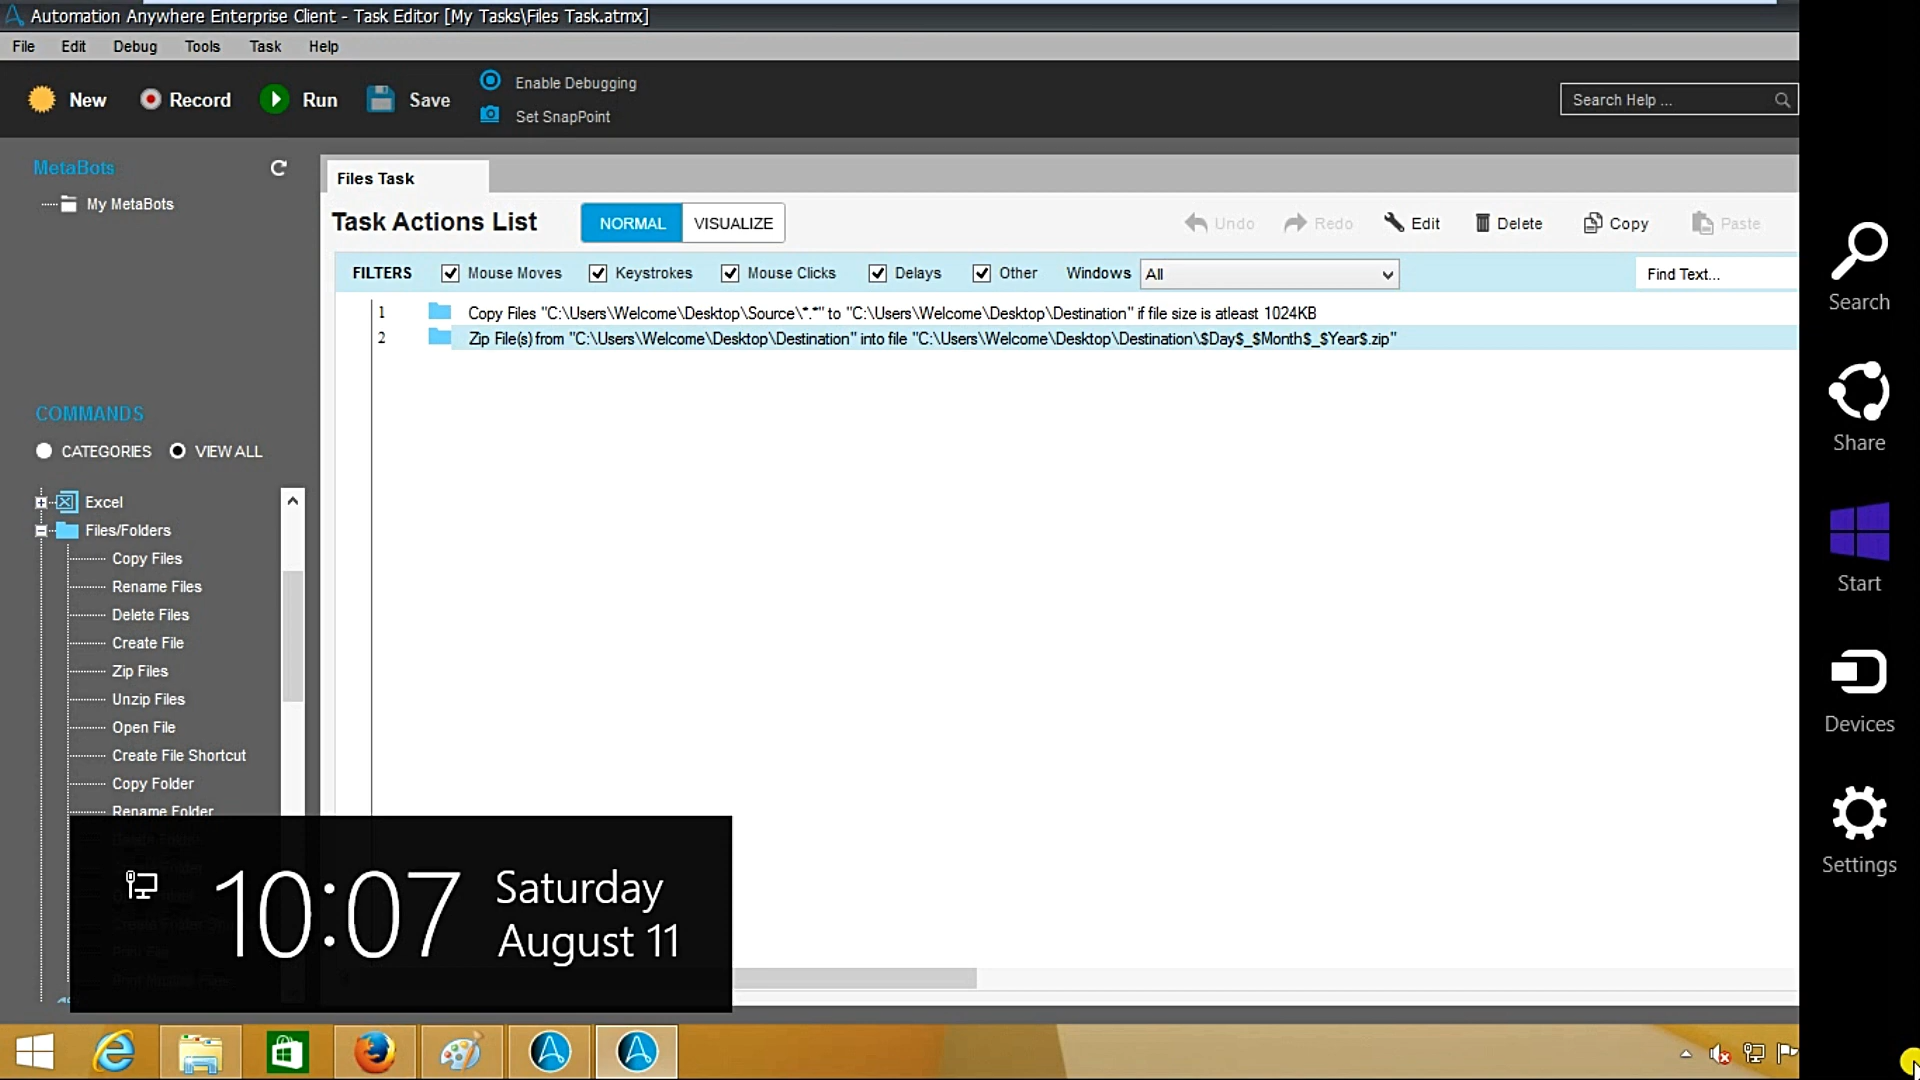 Automation Anywhere Enterprise Client - Task Editor [My Tasks\Files Task.atmx]
File Edit Debug Tools Task Help
New Record Run Save
Enable Debugging
Set SnapPoint
Search Help ...
MetaBots
My MetaBots
Files Task
Task Actions List NORMAL VISUALIZE Undo Redo Edit Delete Copy Paste
FILTERS Mouse Moves Keystrokes Mouse Clicks Delays Other Windows All Find Text...
1 Copy Files "C:\Users\Welcome\Desktop\Source\*.*" to "C:\Users\Welcome\Desktop\Destination" if file size is atleast 1024KB
2 Zip File(s) from "C:\Users\Welcome\Desktop\Destination" into file "C:\Users\Welcome\Desktop\Destination\$Day$_$Month$_$Year$.zip"
COMMANDS
CATEGORIES VIEW ALL
Excel
Files/Folders
Copy Files
Rename Files
Delete Files
Create File
Zip Files
Unzip Files
Open File
Create File Shortcut
Copy Folder
Rename Folder
10:07 Saturday
August 11
Search
Share
Start
Devices
Settings